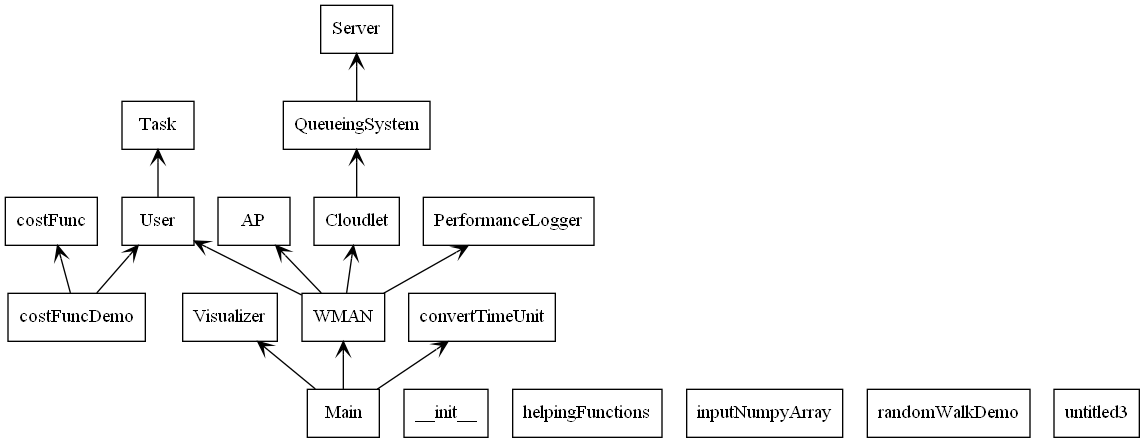 Server
Task
QueueingSystem
costFunc
User
AP
Cloudlet
PerformanceLogger
costFuncDemo
Visualizer
WMAN
convertTimeUnit
Main
__init__
helpingFunctions
inputNumpyArray
randomWalkDemo
untitled3